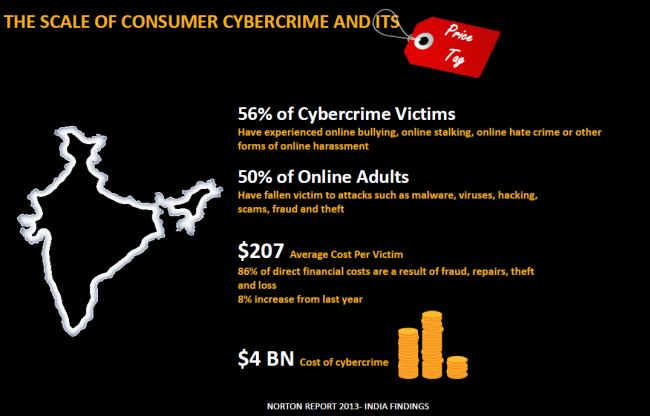 THE SCALE OF CONSUMER CYBERCRIME AND ITS
Price
Tag
56% of Cybercrime Victims
Have experienced online bullying, online stalking, online hate crime or other
forms of online harassment
50% of Online Adults
Have fallen victim to attacks such as malware, viruses, hacking,
scams, fraud and theft
$207 Average Cost Per Victim
86% of direct financial costs are a result of fraud, repairs, theft
and loss
8% increase from last year
$4 BN Cost of cybercrime
NORTON REPORT 2013- INDIA FINDINGS